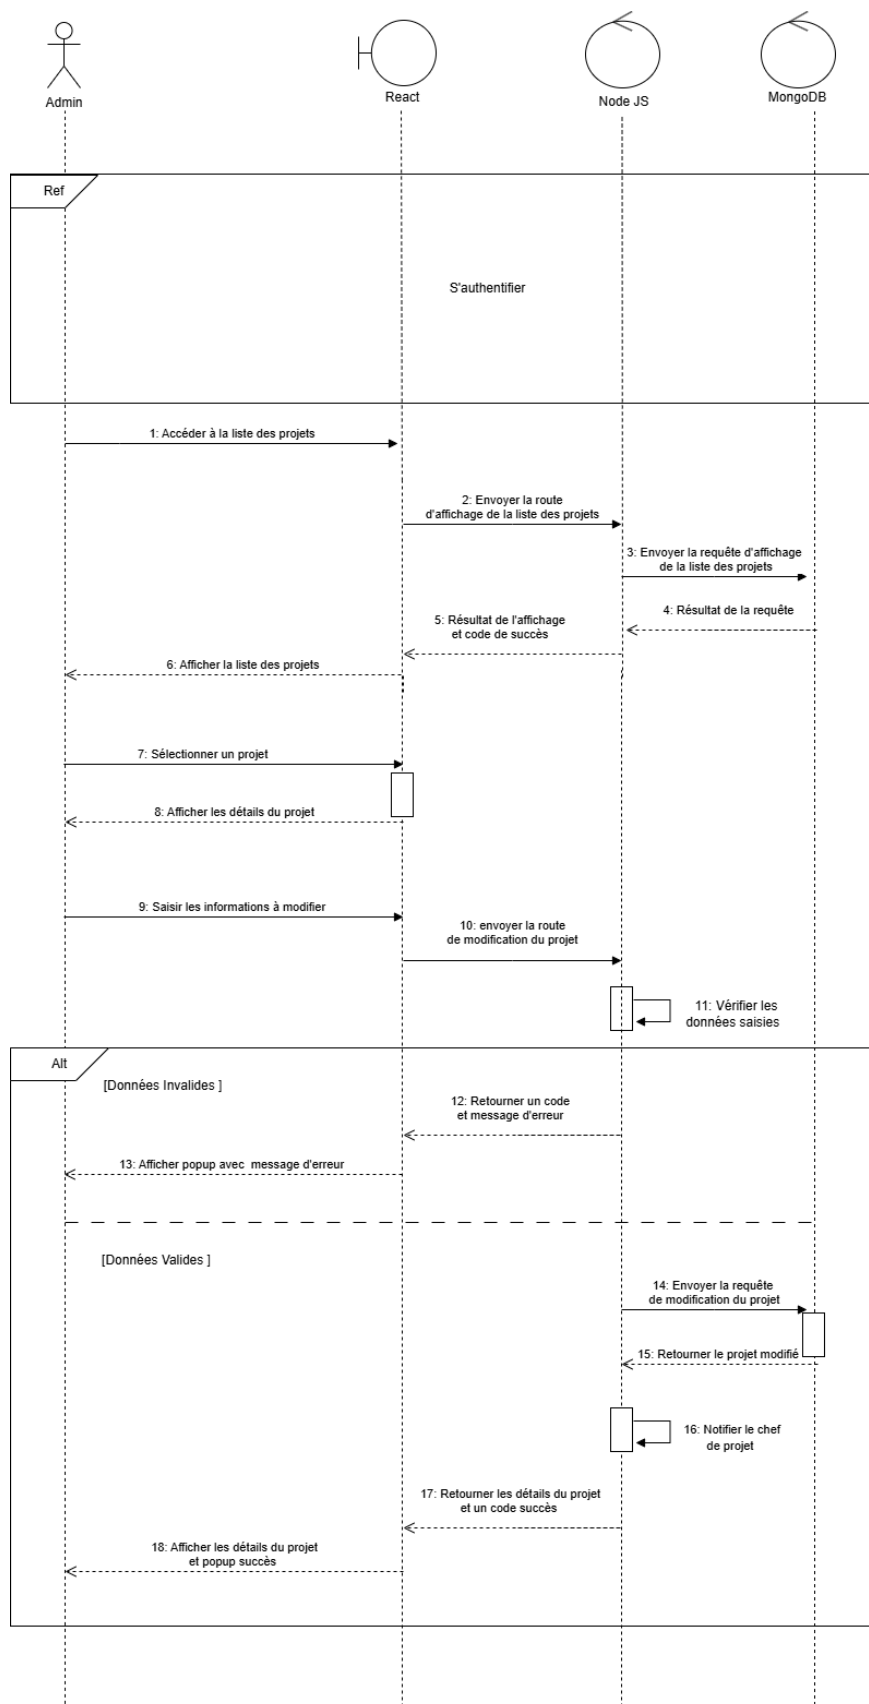 Admin
React
Node JS
MongoDB
Ref
S'authentifier
1: Accéder à la liste des projets
2: Envoyer la route
d'affichage de la liste des projets
3: Envoyer la requête d'affichage
de la liste des projets
4: Résultat de la requête
5: Résultat de l'affichage
et code de succès
6: Afficher la liste des projets
7: Sélectionner un projet
8: Afficher les détails du projet
9: Saisir les informations à modifier
10: envoyer la route
de modification du projet
11: Vérifier les
données saisies
Alt
[Données Invalides ]
12: Retourner un code
et message d'erreur
13: Afficher popup avec  message d'erreur
[Données Valides ]
14: Envoyer la requête
de modification du projet
15: Retourner le projet modifié
16: Notifier le chef
de projet
17: Retourner les détails du projet
et un code succès
18: Afficher les détails du projet
et popup succès